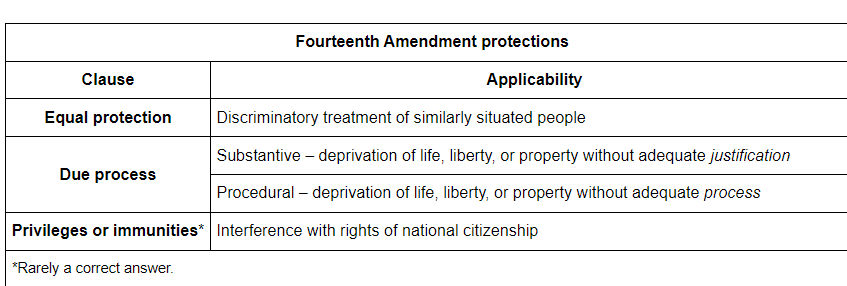 Fourteenth Amendment protections
Clause
Applicability
Equal protection
Discriminatory treatment of similarly situated people
Due process
Substantive – deprivation of life, liberty, or property without adequate justification
Procedural – deprivation of life, liberty, or property without adequate process
Privileges or immunities*
Interference with rights of national citizenship
*Rarely a correct answer.